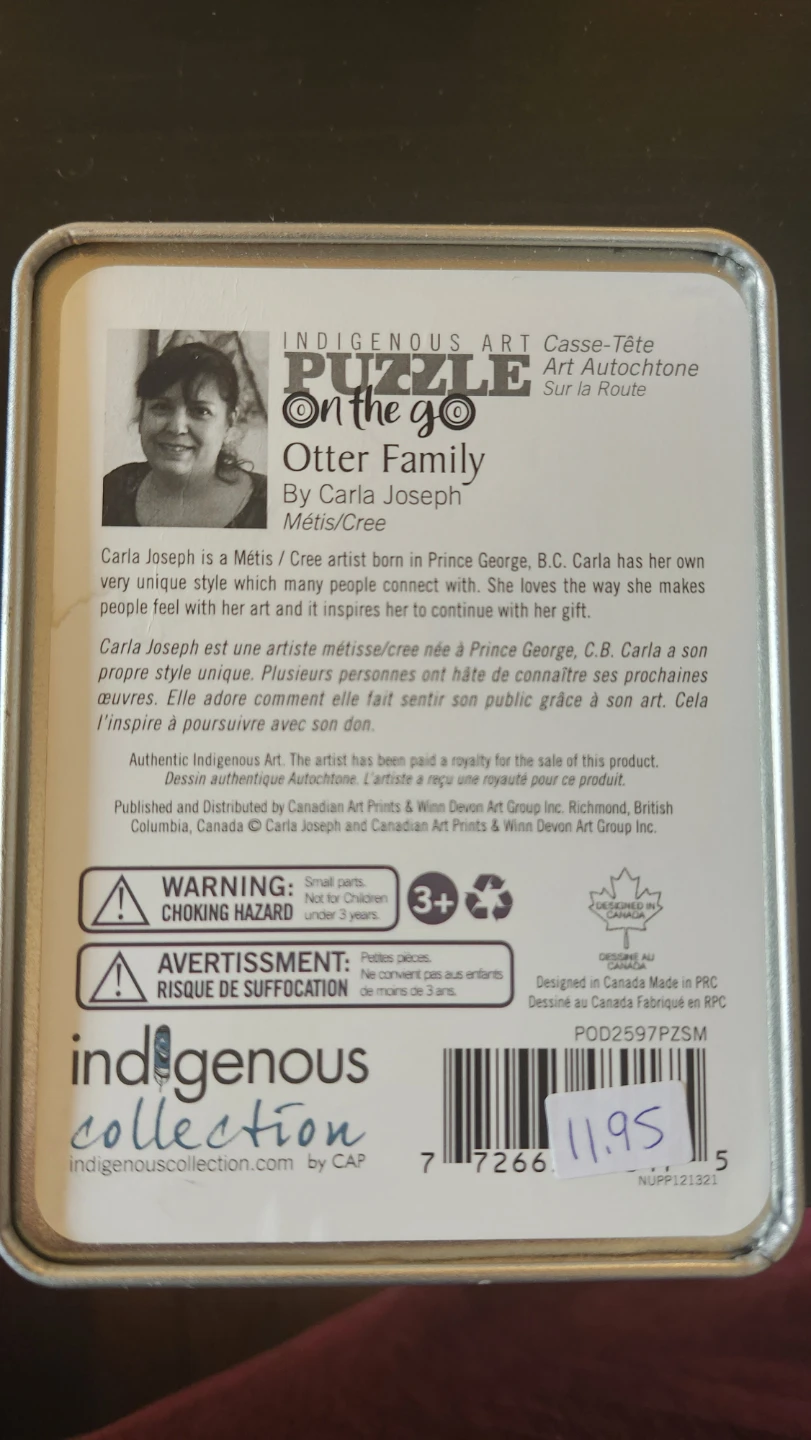 INDIGENOUS ART
PUZZLE
On the go
Casse-Tête
Art Autochtone
Sur la Route
Otter Family
By Carla Joseph
Métis/Cree
Carla Joseph is a Métis / Cree artist born in Prince George, B.C. Carla has her own
very unique style which many people connect with. She loves the way she makes
people feel with her art and it inspires her to continue with her gift.
Carla Joseph est une artiste métisse/cree née à Prince George, C.B. Carla a son
propre style unique. Plusieurs personnes ont hâte de connaître ses prochaines
œuvres. Elle adore comment elle fait sentir son public grâce à son art. Cela
l'inspire à poursuivre avec son don.
Authentic Indigenous Art. The artist has been paid a royalty for the sale of this product.
Dessin authentique Autochtone. L'artiste a reçu une royauté pour ce produit.
Published and Distributed by Canadian Art Prints & Winn Devon Art Group Inc. Richmond, British
Columbia, Canada © Carla Joseph and Canadian Art Prints & Winn Devon Art Group Inc.
WARNING:
CHOKING HAZARD
Small parts.
Not for Children
under 3 years.
3+
AVERTISSMENT:
RISQUE DE SUFFOCATION
Petites pièces.
Ne convient pas aus enfants
de moins de 3 ans.
DESIGNED IN
CANADA
DESSINÉ AU
CANADA
Designed in Canada Made in PRC
Dessiné au Canada Fabriqué en RPC
indigenous
collection
indigenouscollection.com by CAP
POD2597PZSM
11.95
7 7266 5
NUPP121321